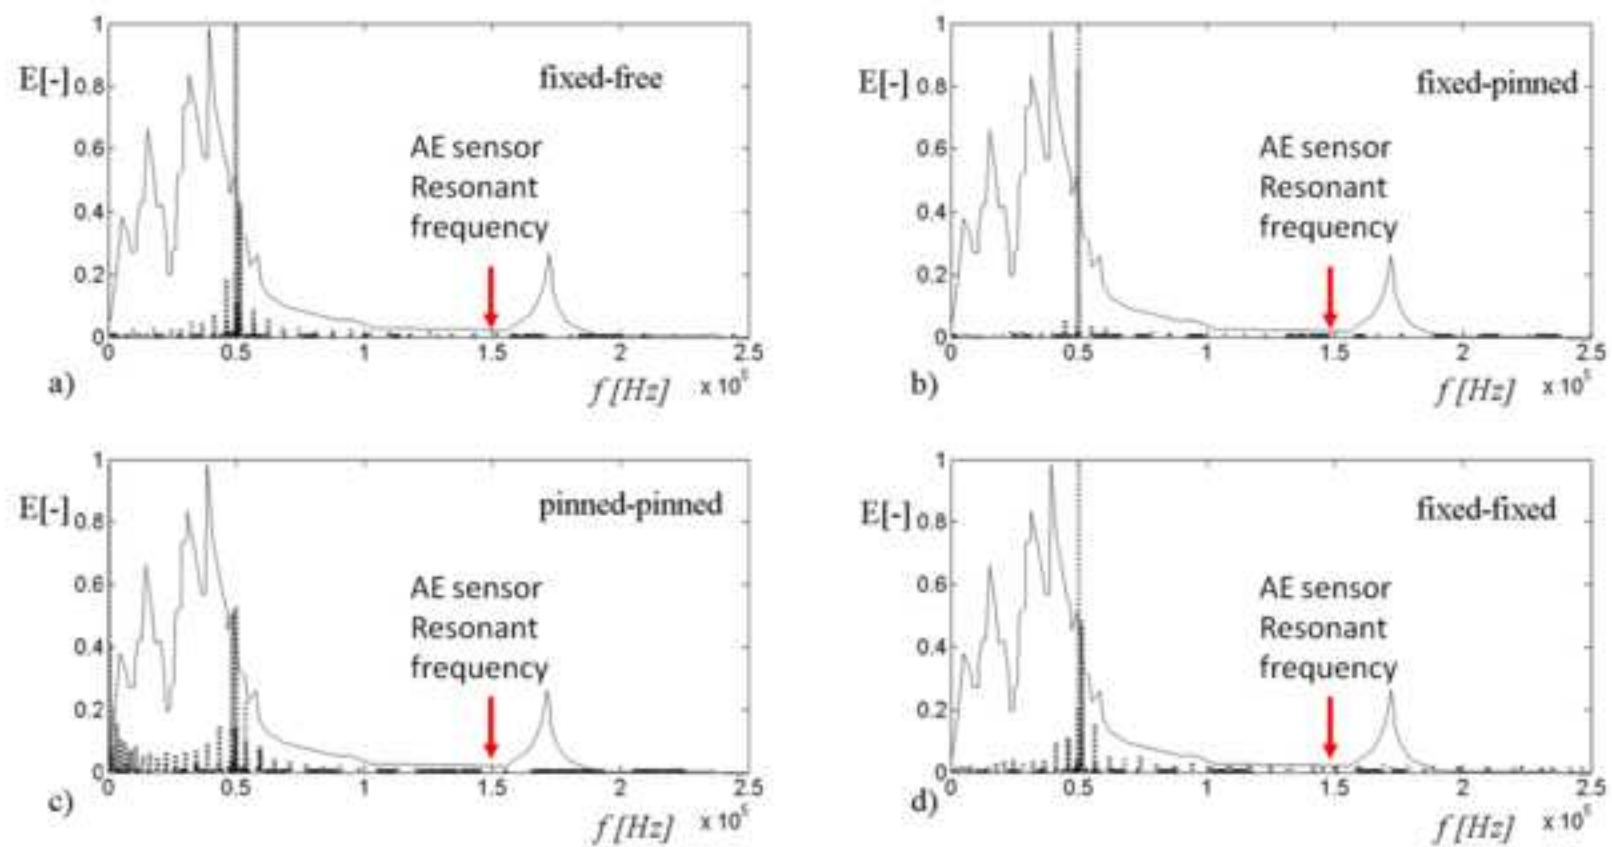 1
E[-] 0.8
fixed-free
0.6
AE sensor
Resonant
0.4
frequency
0.2
0
0 0.5 1 1.5 2 2.5
a)
f [Hz] x 10^5
1
E[-] 0.8
fixed-pinned
0.6
AE sensor
Resonant
0.4
frequency
0.2
0
0 0.5 1 1.5 2 2.5
b)
f [Hz] x 10^5
1
E[-] 0.8
pinned-pinned
0.6
AE sensor
Resonant
0.4
frequency
0.2
0
0 0.5 1 1.5 2 2.5
c)
f [Hz] x 10^5
1
E[-] 0.8
fixed-fixed
0.6
AE sensor
Resonant
0.4
frequency
0.2
0
0 0.5 1 1.5 2 2.5
d)
f [Hz] x 10^5